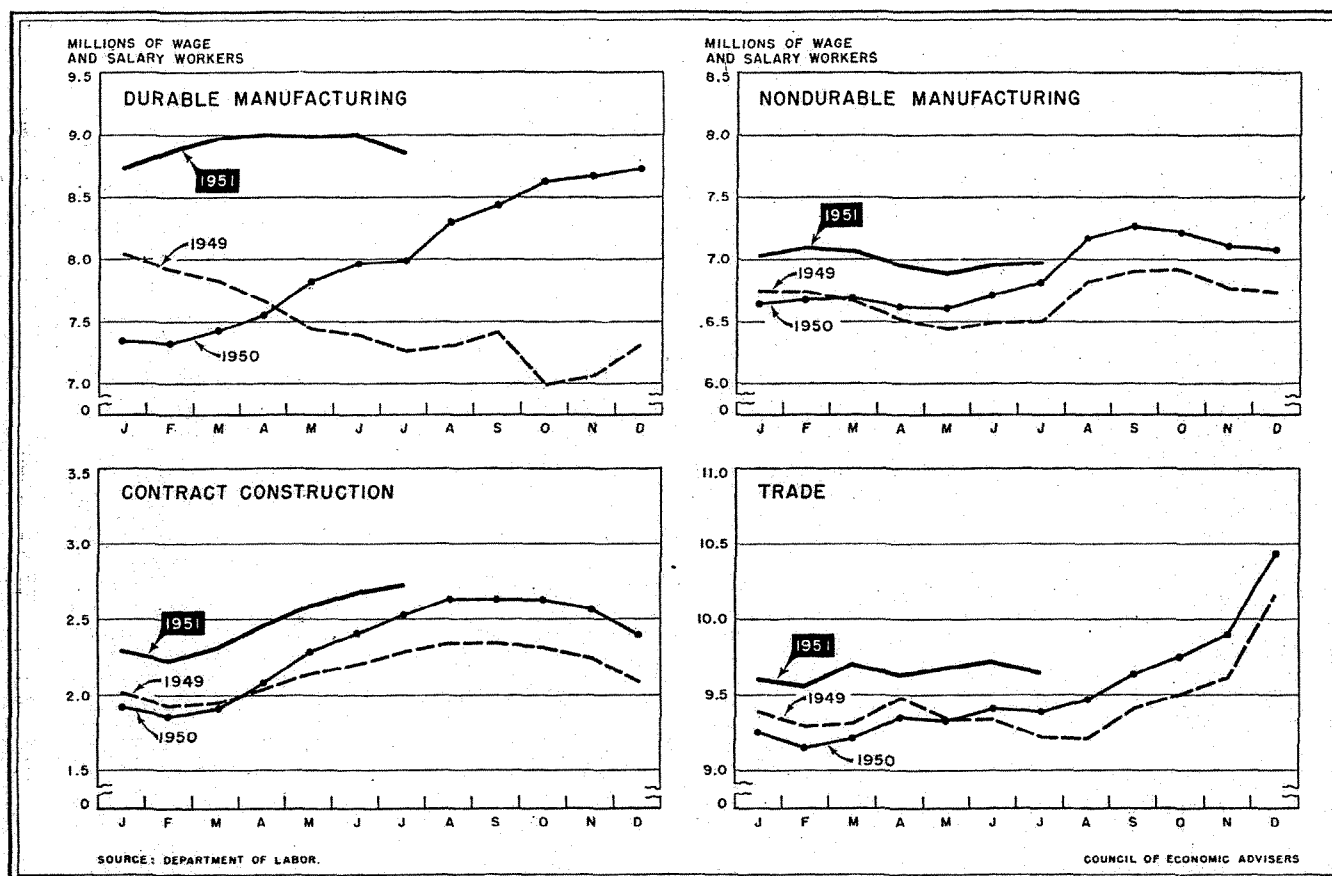 MILLIONS OF WAGE
AND SALARY WORKERS
9.5
DURABLE MANUFACTURING
9.0
1951
8.5
1949
8.0
7.5
1950
7.0
0
J F M A M J J A S O N D
MILLIONS OF WAGE
AND SALARY WORKERS
8.5
NONDURABLE MANUFACTURING
8.0
7.5
1951
7.0
1949
6.5
1950
6.0
0
J F M A M J J A S O N D
3.5
CONTRACT CONSTRUCTION
3.0
2.5
1951
1949
2.0
1950
1.5
0
J F M A M J J A S O N D
11.0
TRADE
10.5
10.0
1951
9.5
1949
1950
9.0
0
J F M A M J J A S O N D
SOURCE: DEPARTMENT OF LABOR.
COUNCIL OF ECONOMIC ADVISERS